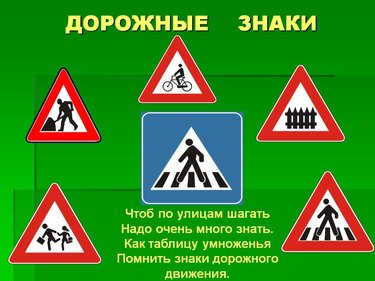 ДОРОЖНЫЕ ЗНАКИ
Чтоб по улицам шагать
Надо очень много знать.
Как таблицу умноженья
Помнить знаки дорожного
движения.